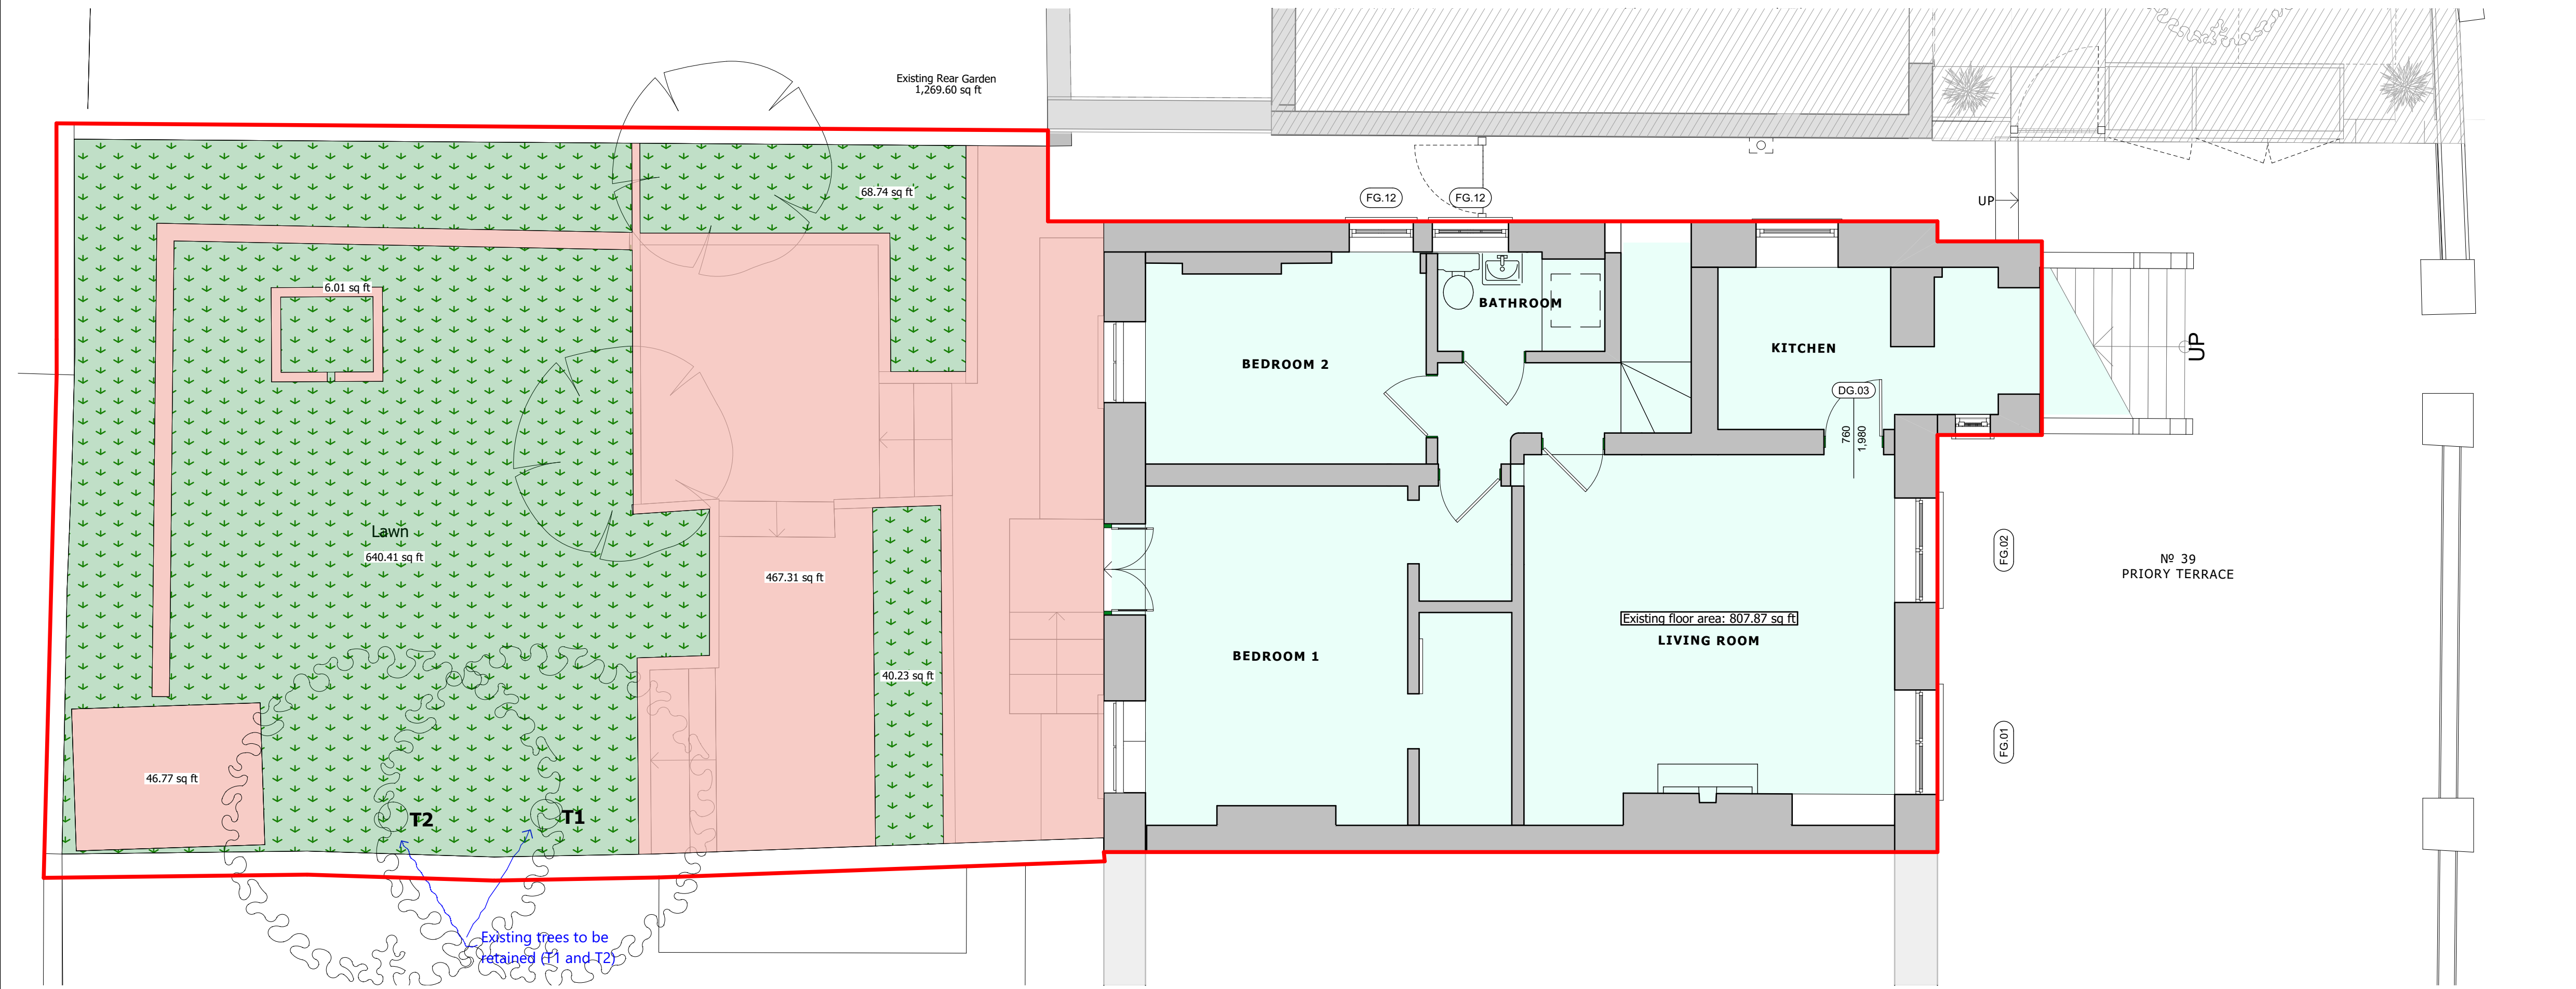 Existing Rear Garden
1,269.60 sq ft
68.74 sq ft
FG.12
FG.12
UP
6.01 sq ft
BATHROOM
BEDROOM 2
KITCHEN
UP
DG.03
760
1,980
Lawn
640.41 sq ft
467.31 sq ft
FG.02
Nº 39
PRIORY TERRACE
Existing floor area: 807.87 sq ft
LIVING ROOM
BEDROOM 1
40.23 sq ft
FG.01
46.77 sq ft
T2
T1
Existing trees to be
retained (T1 and T2)